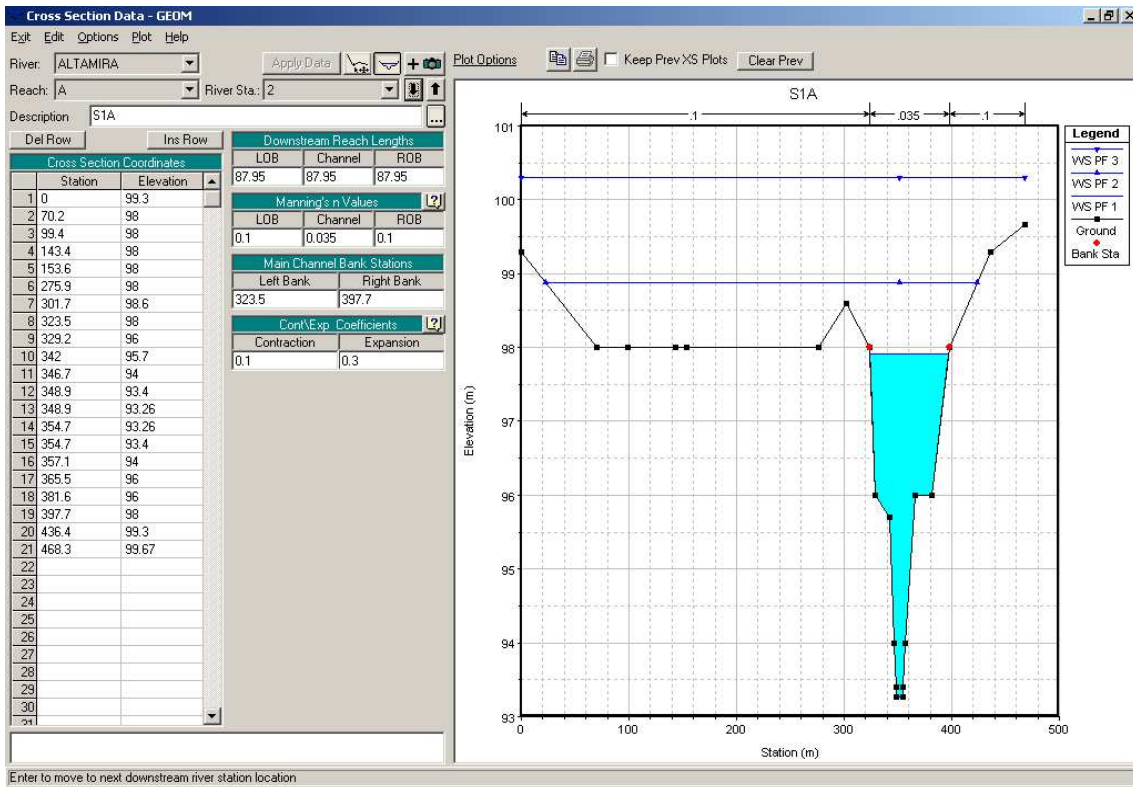 Cross Section Data - GEOM
Exit Edit Options Plot Help
River: ALTAMIRA Apply Data
Reach: A River Sta.: 2
Description S1A ...
Del Row Ins Row
Cross Section Coordinates
Station Elevation
1 0 99.3
2 70.2 98
3 99.4 98
4 143.4 98
5 153.6 98
6 275.9 98
7 301.7 98.6
8 323.5 98
9 329.2 96
10 342 95.7
11 346.7 94
12 348.9 93.4
13 348.9 93.26
14 354.7 93.26
15 354.7 93.4
16 357.1 94
17 365.5 96
18 381.6 96
19 397.7 98
20 436.4 99.3
21 468.3 99.67
22
23
24
25
26
27
28
29
30
31
Downstream Reach Lengths
LOB Channel ROB
87.95 87.95 87.95
Manning's n Values ?
LOB Channel ROB
0.1 0.035 0.1
Main Channel Bank Stations
Left Bank Right Bank
323.5 397.7
Cont\Exp Coefficients ?
Contraction Expansion
0.1 0.3
Plot Options Keep Prev XS Plots Clear Prev
S1A
.1 .035 .1
101
100
99
98
97
96
95
94
93
Elevation (m)
0 100 200 300 400 500
Station (m)
Legend
WS PF 3
WS PF 2
WS PF 1
Ground
Bank Sta
Enter to move to next downstream river station location